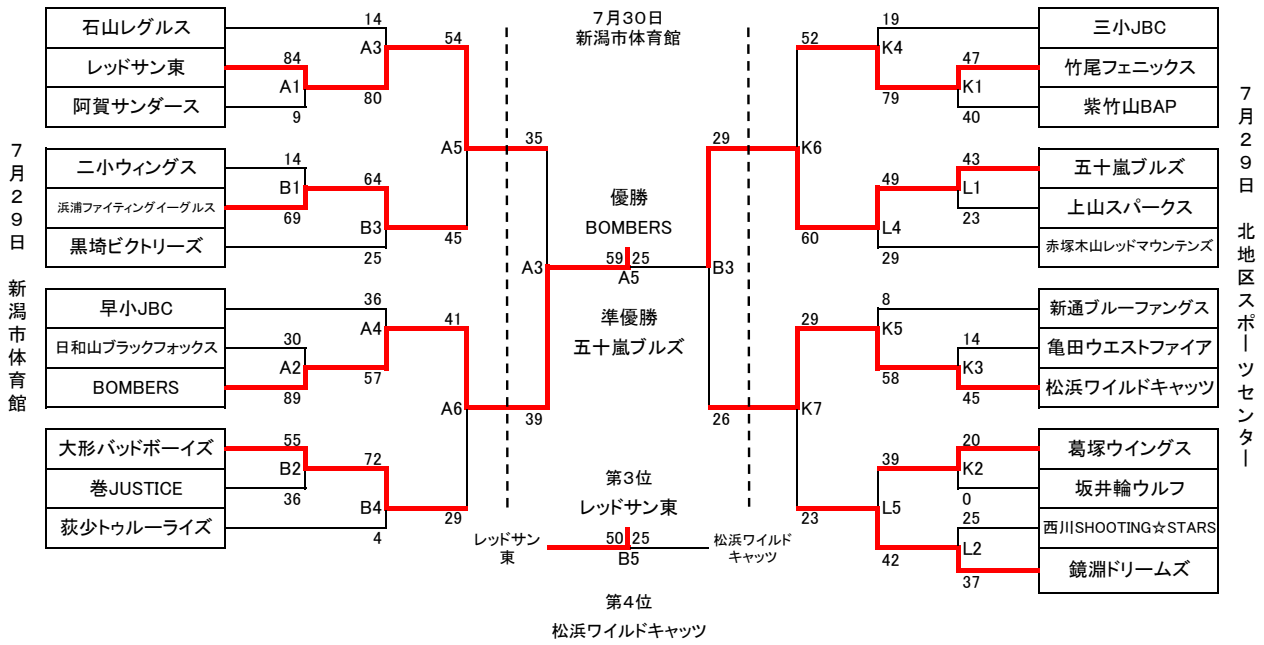 7月29日 新潟市体育館
石山レグルス
レッドサン東
阿賀サンダース
二小ウィングス
浜浦ファイティングイーグルス
黒埼ビクトリーズ
早小JBC
日和山ブラックフォックス
BOMBERS
大形バッドボーイズ
巻JUSTICE
荻少トゥルーライズ
14
A3
84
A1
9
80
54
14
B1
69
64
B3
25
45
A5
36
A4
30
A2
89
57
41
55
B2
36
72
B4
4
29
A6
35
A3
39
7月30日
新潟市体育館
優勝
BOMBERS
59 25
A5
準優勝
五十嵐ブルズ
第3位
レッドサン東
レッドサン
東
50 25
B5
松浜ワイルド
キャッツ
第4位
松浜ワイルドキャッツ
29
B3
26
52
K6
60
29
K7
23
19
K4
79
47
K1
40
49
L4
29
43
L1
23
8
K5
58
14
K3
45
39
L5
42
20
K2
0
25
L2
37
三小JBC
竹尾フェニックス
紫竹山BAP
五十嵐ブルズ
上山スパークス
赤塚木山レッドマウンテンズ
新通ブルーファングス
亀田ウエストファイア
松浜ワイルドキャッツ
葛塚ウイングス
坂井輪ウルフ
西川SHOOTING☆STARS
鏡淵ドリームズ
7月29日 北地区スポーツセンター